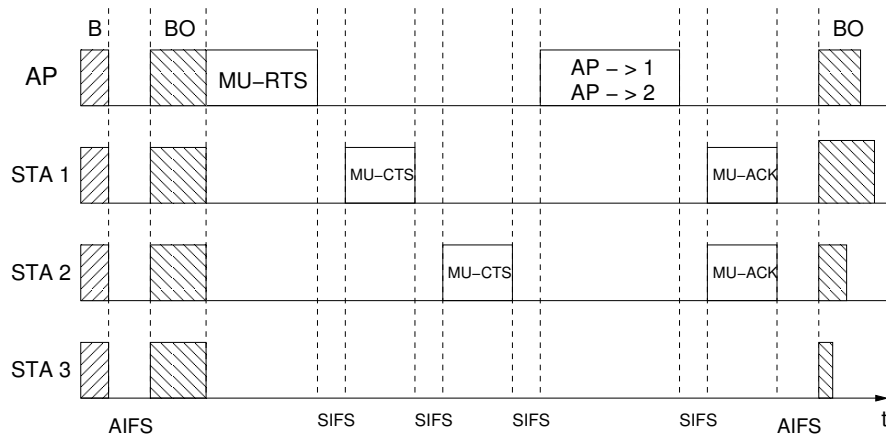 B BO BO
AP MU–RTS AP – > 1
AP – > 2
STA 1 MU–CTS MU–ACK
STA 2 MU–CTS MU–ACK
STA 3
AIFS SIFS SIFS SIFS SIFS AIFS t